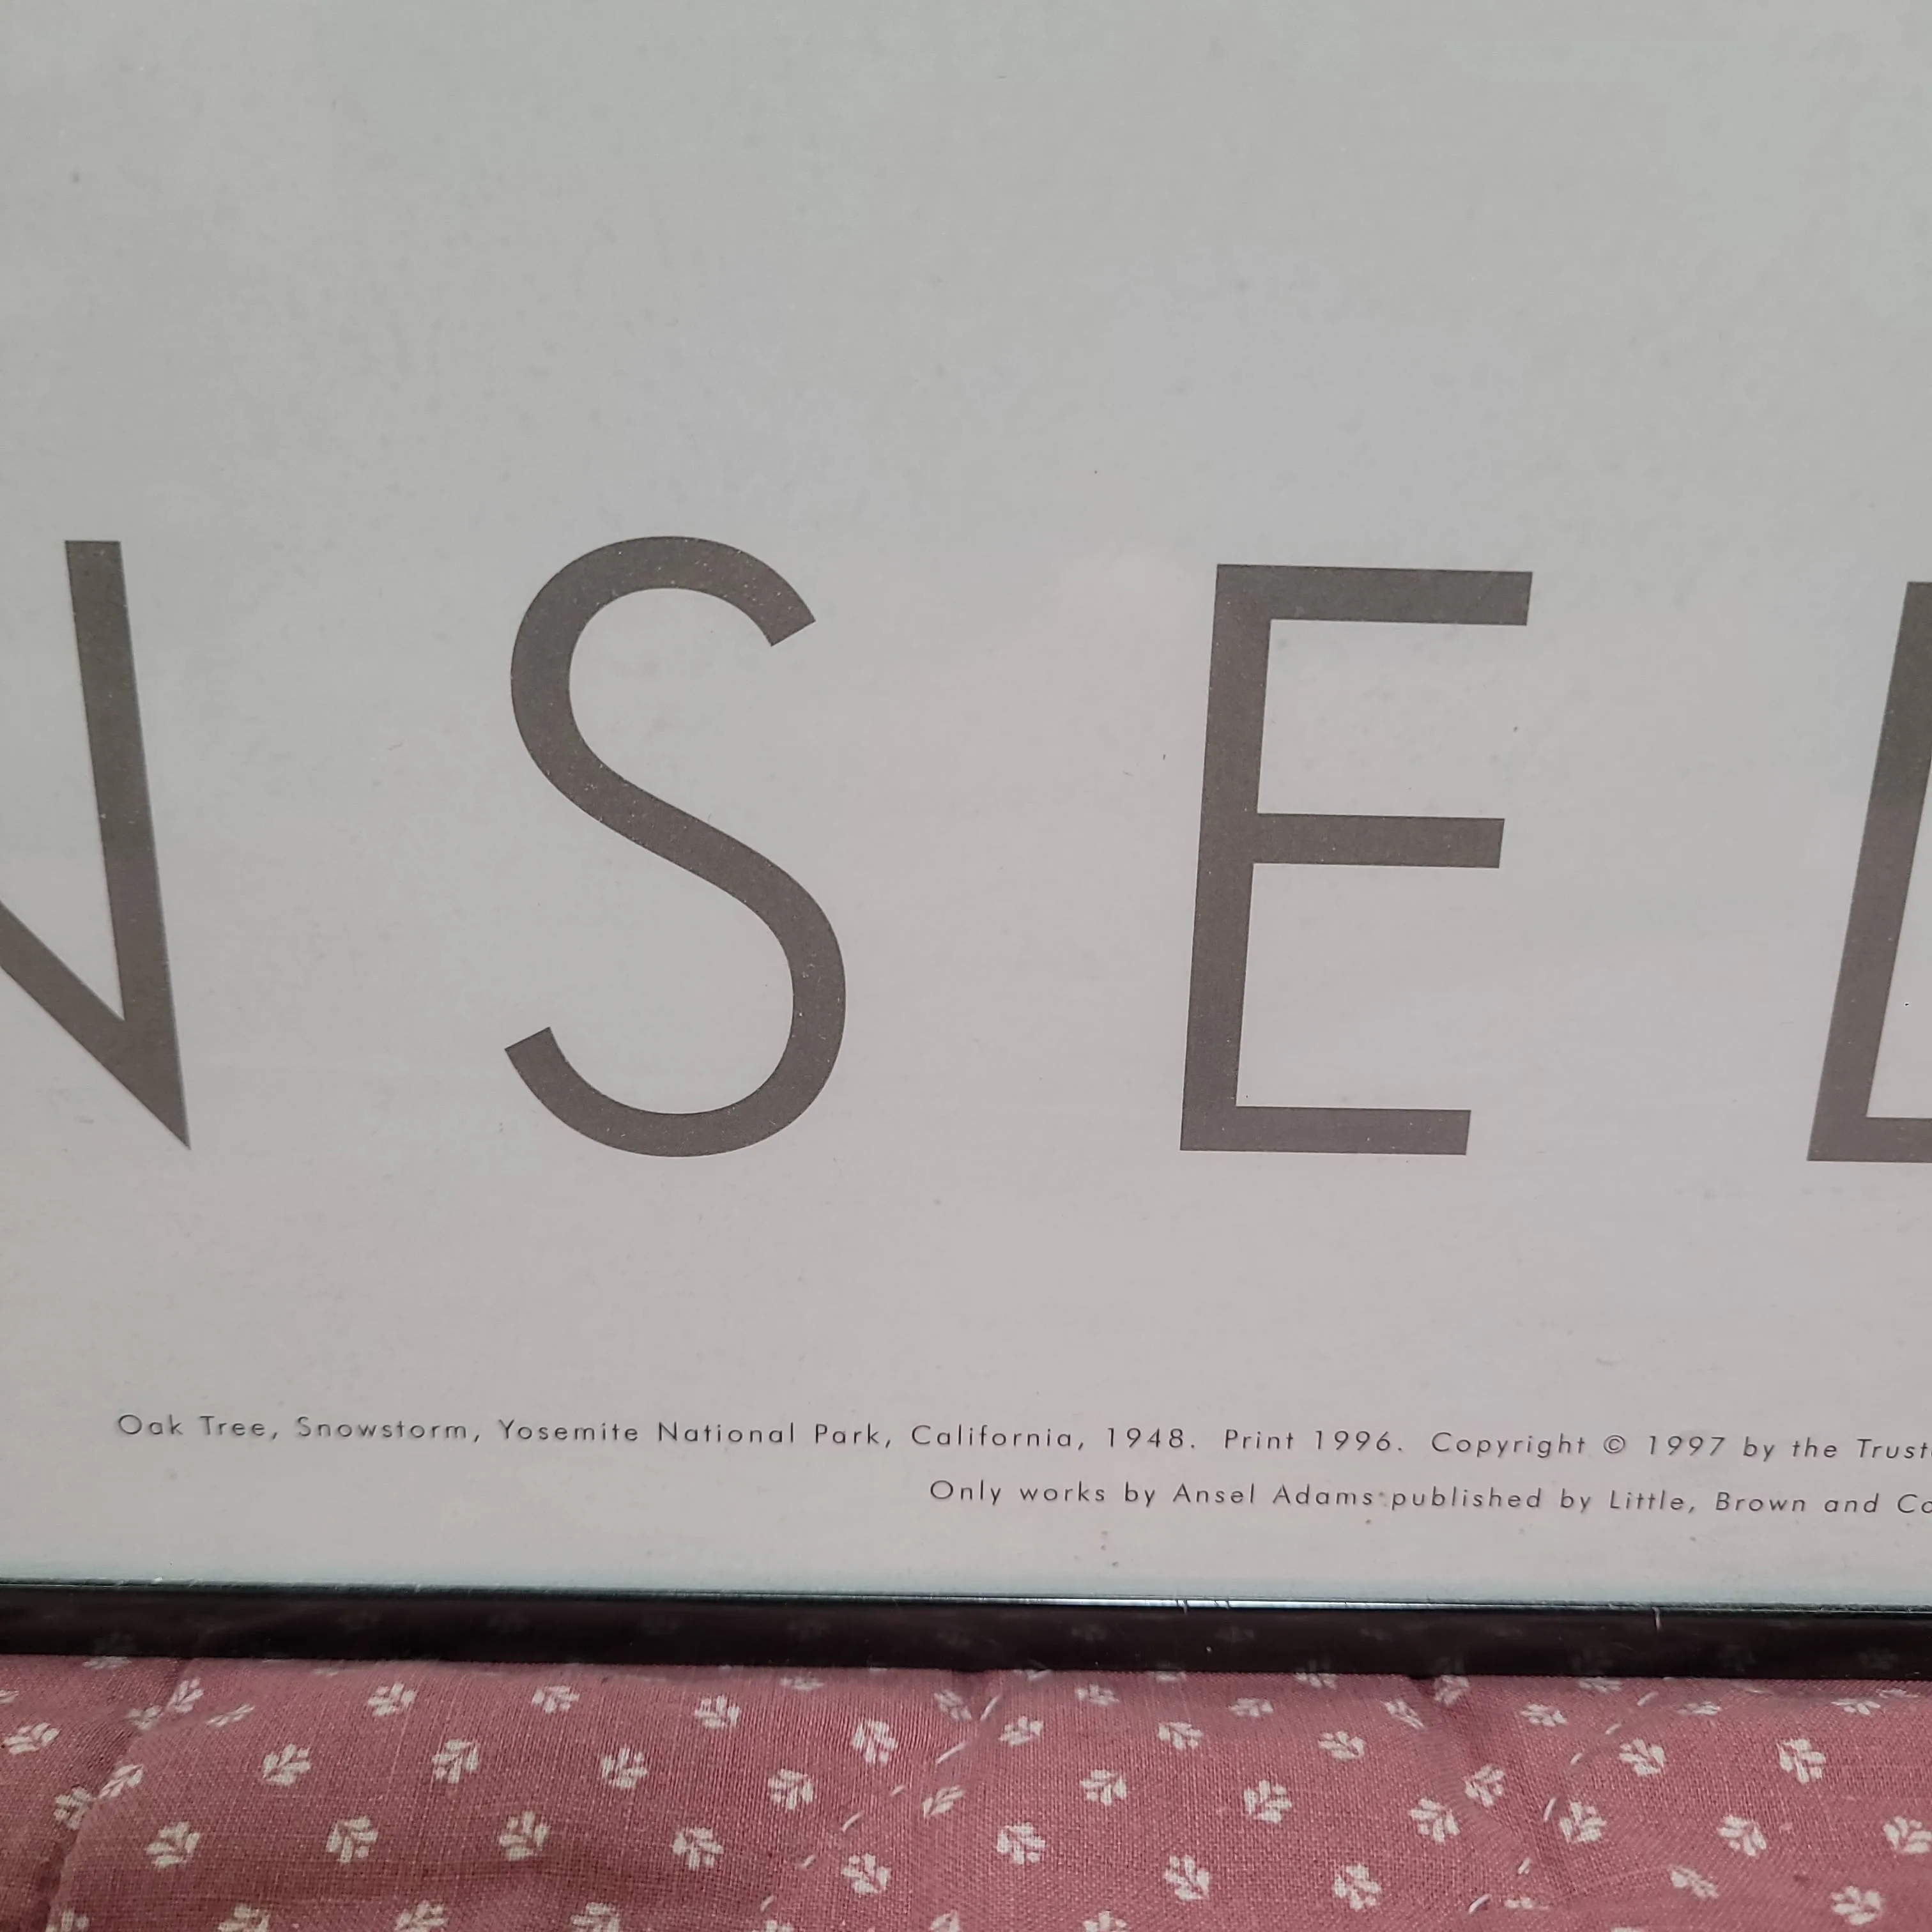 NSEL
Oak Tree, Snowstorm, Yosemite National Park, California, 1948. Print 1996. Copyright © 1997 by the
Only works by Ansel Adams published by Little, Brown and